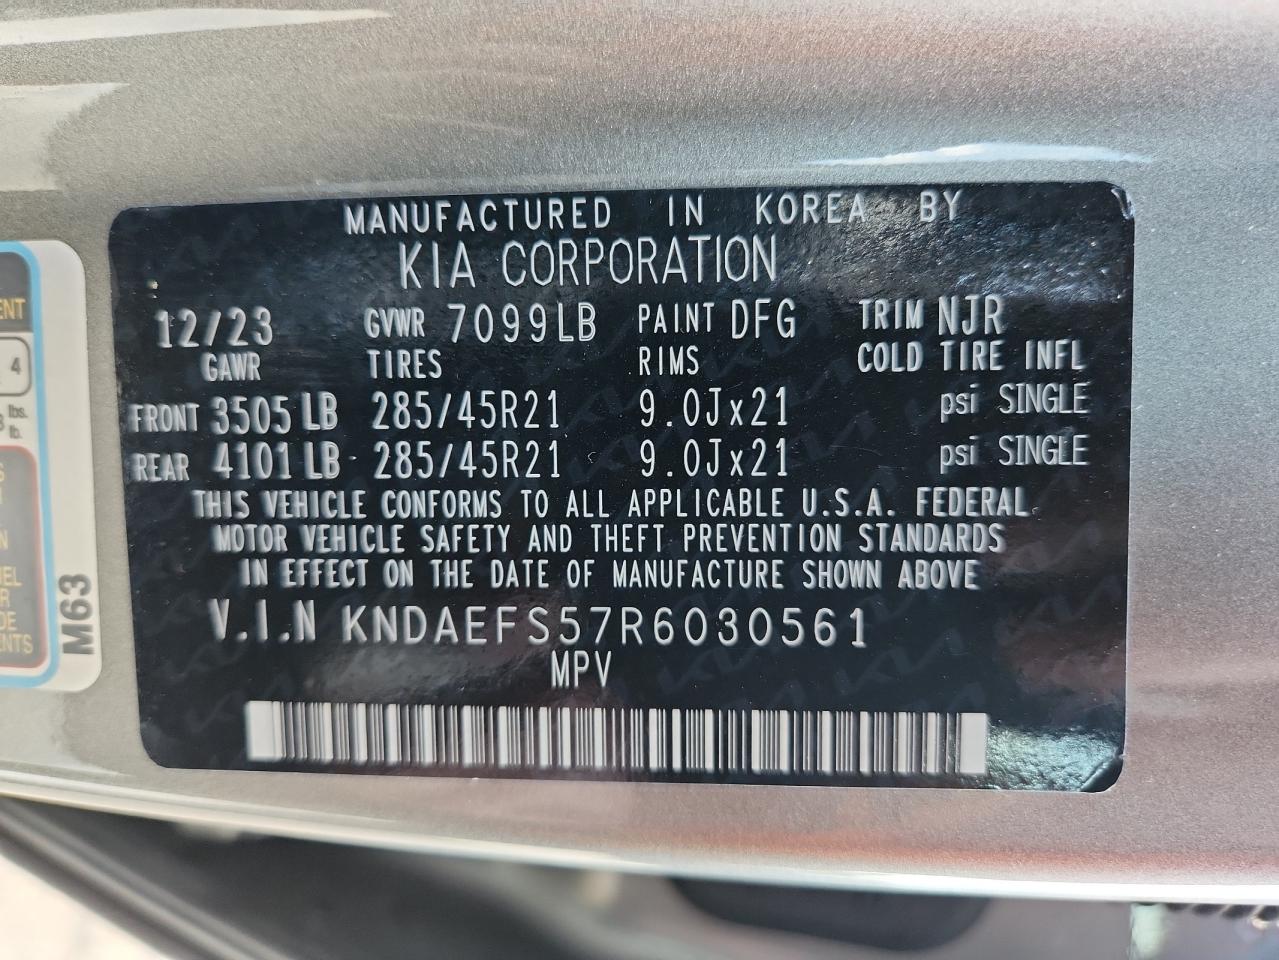 MANUFACTURED IN KOREA BY
KIA CORPORATION
12/23 GVWR 7099LB PAINT DFG TRIM NJR
GAWR TIRES RIMS COLD TIRE INFL
FRONT 3505 LB 285/45R21 9.0Jx21 psi SINGLE
REAR 4101 LB 285/45R21 9.0Jx21 psi SINGLE
THIS VEHICLE CONFORMS TO ALL APPLICABLE U.S.A. FEDERAL
MOTOR VEHICLE SAFETY AND THEFT PREVENTION STANDARDS
IN EFFECT ON THE DATE OF MANUFACTURE SHOWN ABOVE
V.I.N KNDAEFS57R6030561
MPV
4
lbs.
lb.
M63